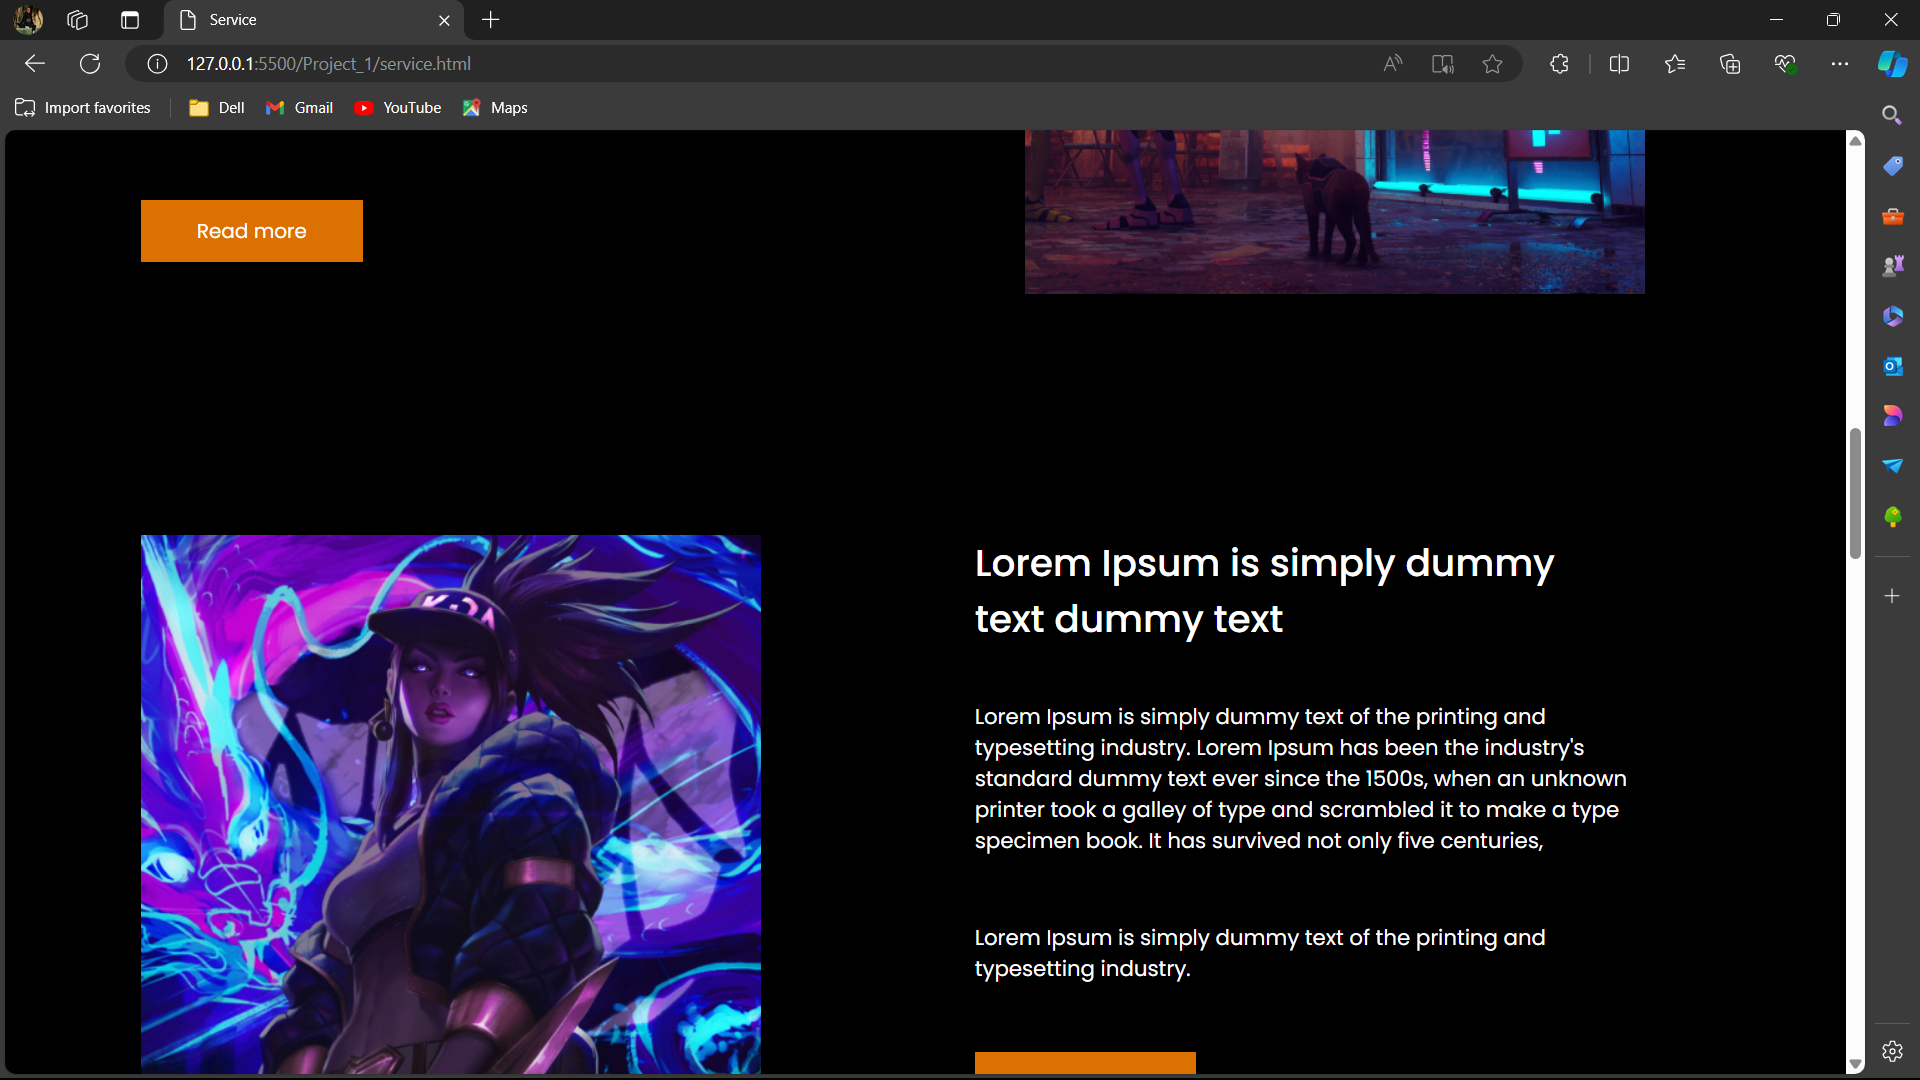 Service
127.0.0.1:5500/Project_1/service.html
Import favorites
Dell
Gmail
YouTube
Maps
Read more
K/DA
Lorem Ipsum is simply dummy
text dummy text
Lorem Ipsum is simply dummy text of the printing and
typesetting industry. Lorem Ipsum has been the industry's
standard dummy text ever since the 1500s, when an unknown
printer took a galley of type and scrambled it to make a type
specimen book. It has survived not only five centuries,
Lorem Ipsum is simply dummy text of the printing and
typesetting industry.